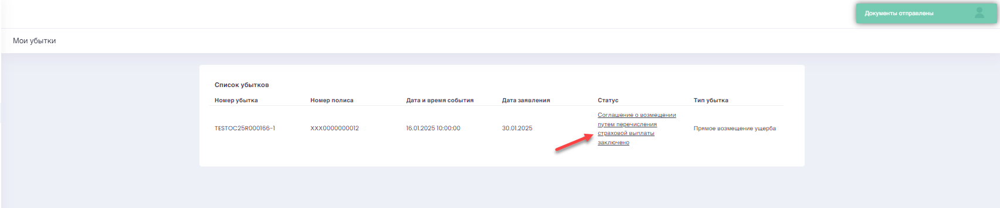 Документы отправлены
Мои убытки
Список убытков
Номер убытка Номер полиса Дата и время события Дата заявления Статус Тип убытка
TESTOC25R000166-1 XXX0000000012 16.01.2025 10:00:00 30.01.2025 Соглашение о возмещении
путем перечисления
страховой выплаты
заключено
Прямое возмещение ущерба